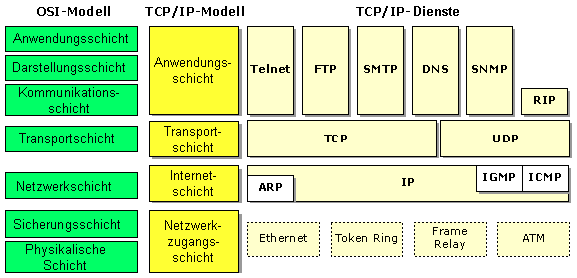 OSI-Modell
TCP/IP-Modell
TCP/IP-Dienste
Anwendungsschicht
Darstellungsschicht
Kommunikations-
schicht
Anwendungs-
schicht
Telnet
FTP
SMTP
DNS
SNMP
RIP
Transportschicht
Transport-
schicht
TCP
UDP
Netzwerkschicht
Internet-
schicht
ARP
IP
IGMP
ICMP
Sicherungsschicht
Physikalische
Schicht
Netzwerk-
zugangs-
schicht
Ethernet
Token Ring
Frame
Relay
ATM